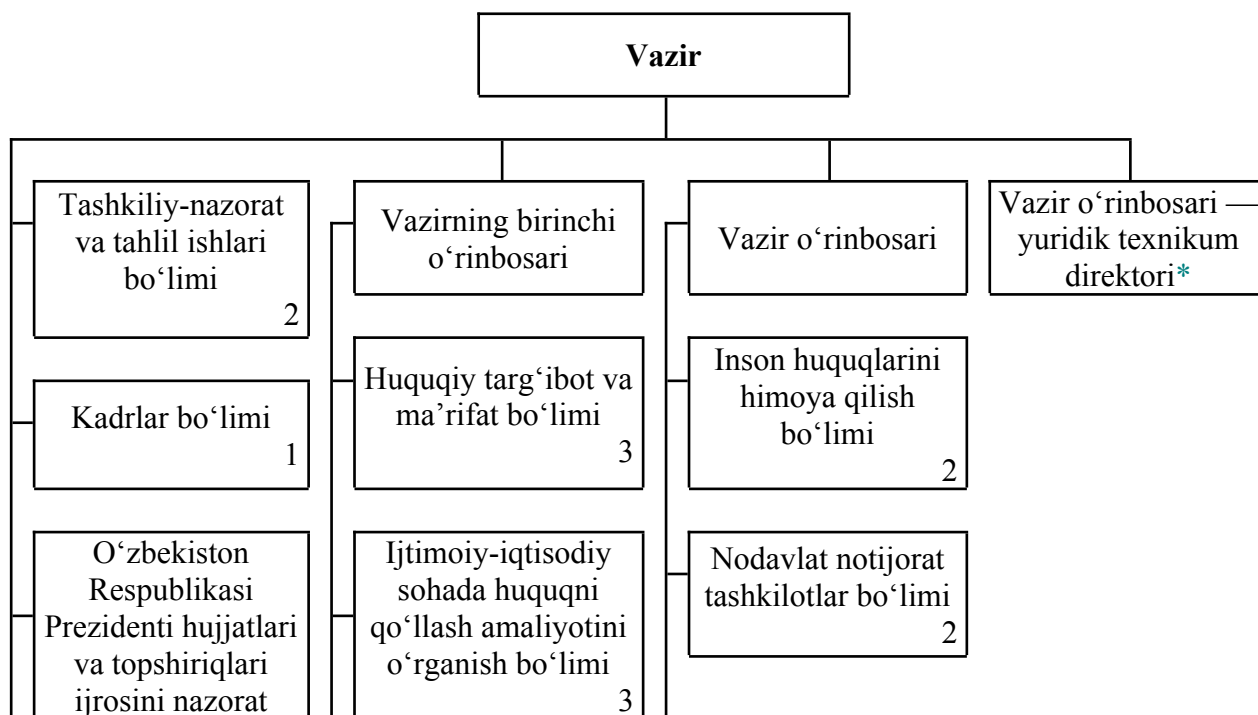 Vazir
Tashkiliy-nazorat
va tahlil ishlari
bo‘limi
2
Kadrlar bo‘limi
1
O‘zbekiston
Respublikasi
Prezidenti hujjatlari
va topshiriqlari
ijrosini nazorat
Vazirning birinchi
o‘rinbosari
Huquqiy targ‘ibot va
ma’rifat bo‘limi
3
Ijtimoiy-iqtisodiy
sohada huquqni
qo‘llash amaliyotini
o‘rganish bo‘limi
3
Vazir o‘rinbosari
Inson huquqlarini
himoya qilish
bo‘limi
2
Nodavlat notijorat
tashkilotlar bo‘limi
2
Vazir o‘rinbosari —
yuridik texnikum
direktori*